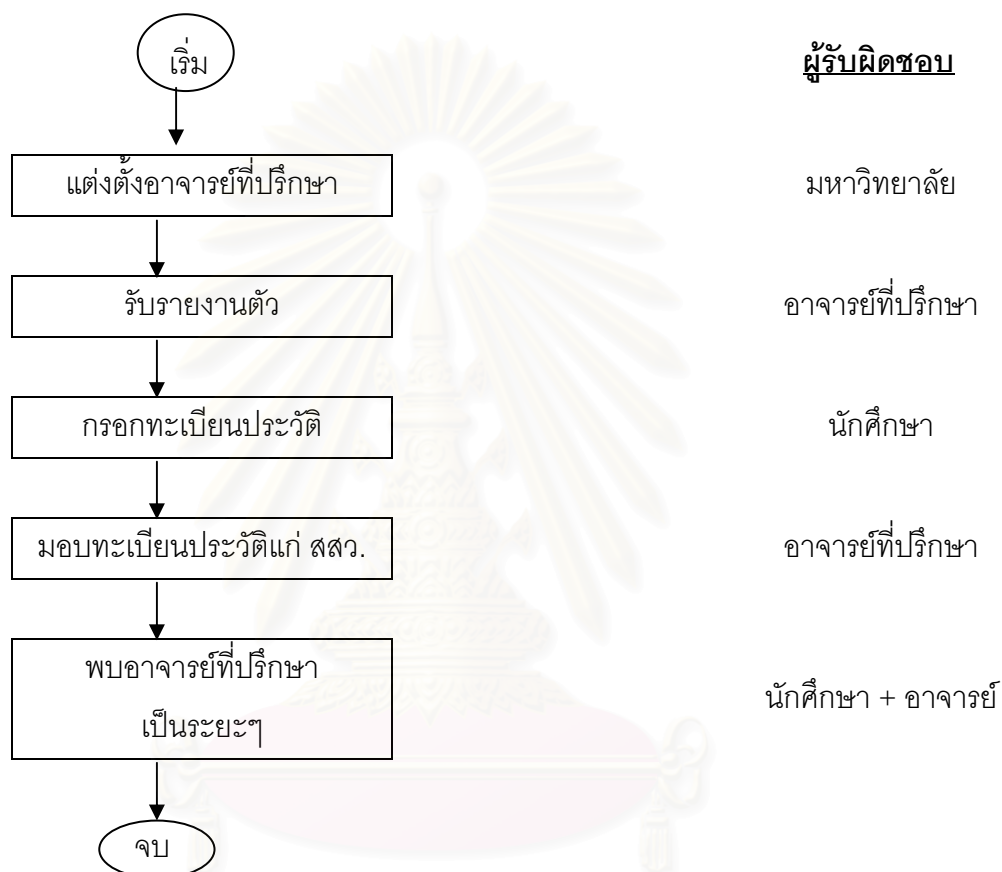 เริ่ม
ผู้รับผิดชอบ
แต่งตั้งอาจารย์ที่ปรึกษา
มหาวิทยาลัย
รับรายงานตัว
อาจารย์ที่ปรึกษา
กรอกทะเบียนประวัติ
นักศึกษา
มอบทะเบียนประวัติแก่ สสว.
อาจารย์ที่ปรึกษา
พบอาจารย์ที่ปรึกษา
เป็นระยะๆ
นักศึกษา + อาจารย์
จบ